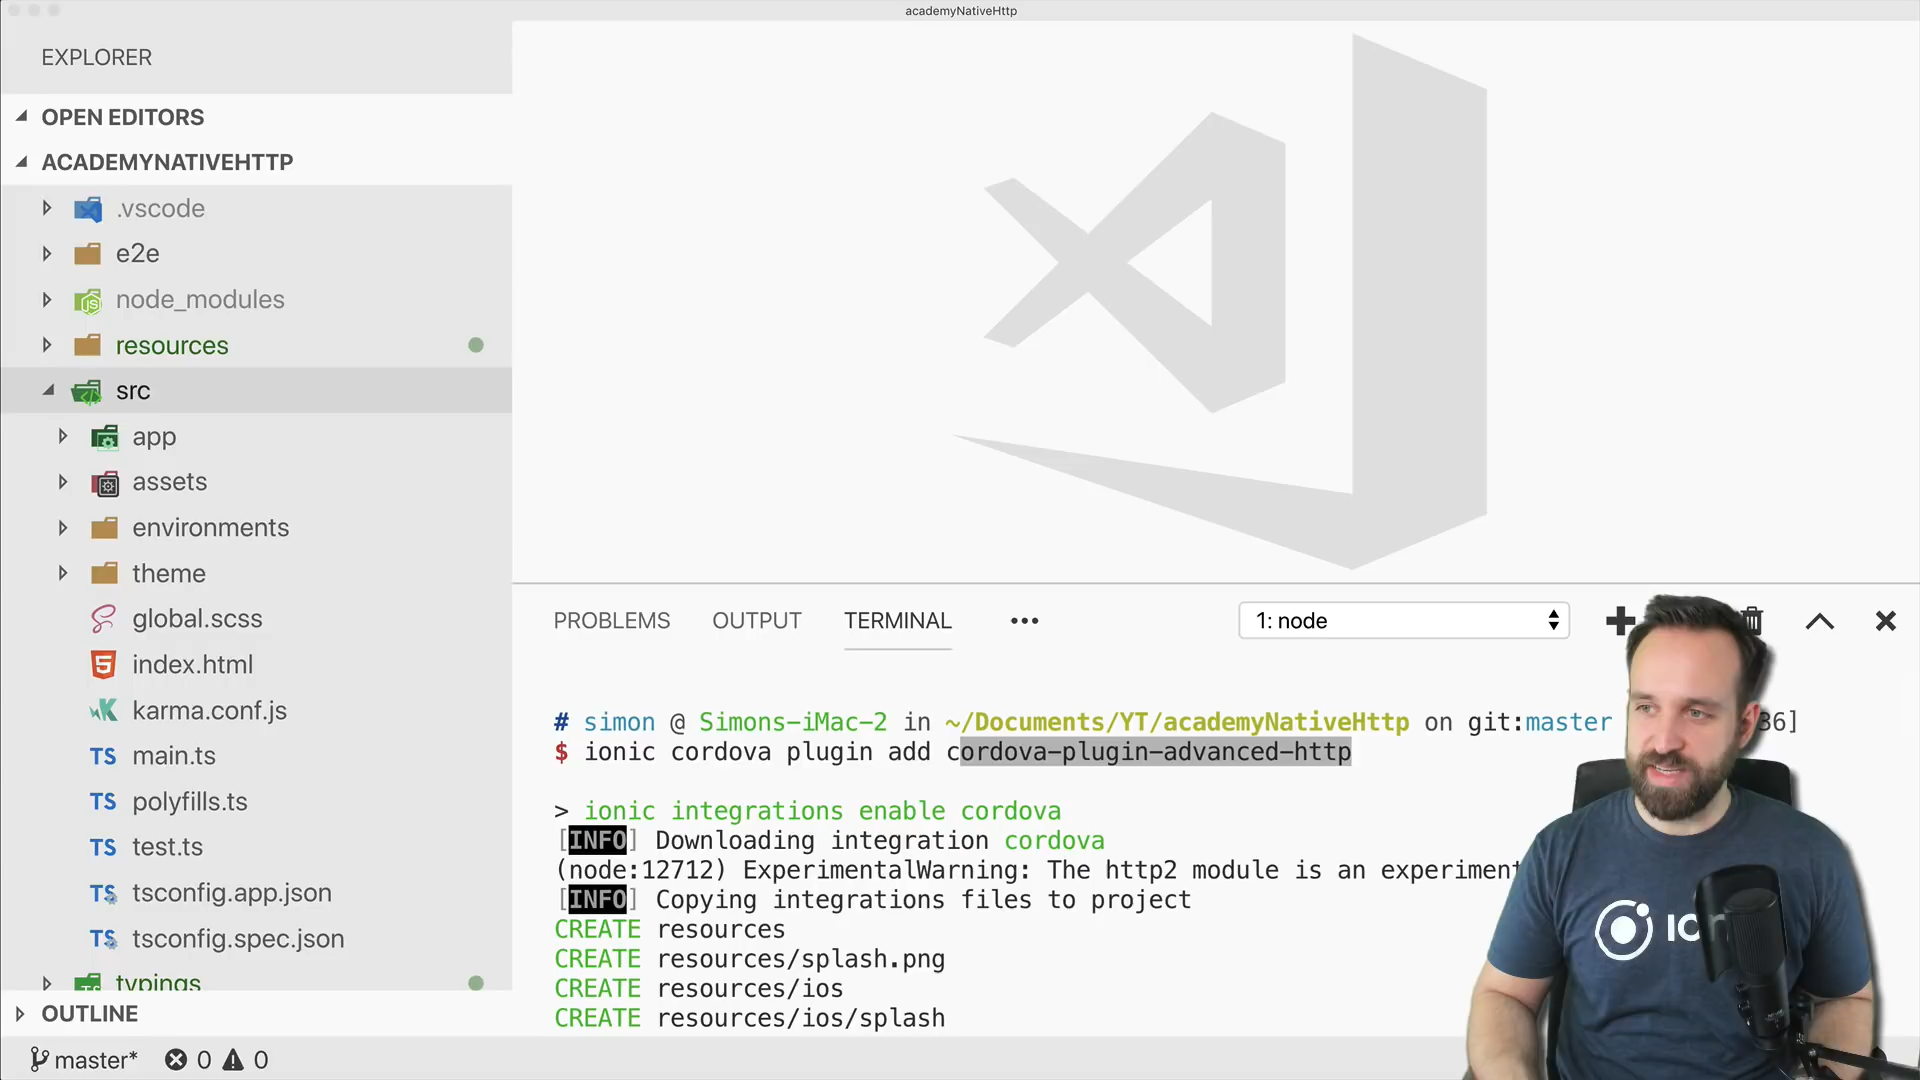 academyNativeHttp
EXPLORER
OPEN EDITORS
ACADEMYNATIVEHTTP
.vscode
e2e
node_modules
resources
src
app
assets
environments
theme
global.scss
index.html
karma.conf.js
TS main.ts
TS polyfills.ts
TS test.ts
TS tsconfig.app.json
TS tsconfig.spec.json
typings
OUTLINE
master* 0 0
PROBLEMS OUTPUT TERMINAL ••• 1: node
# simon @ Simons-iMac-2 in ~/Documents/YT/academyNativeHttp on git:master 36]
$ ionic cordova plugin add cordova-plugin-advanced-http
> ionic integrations enable cordova
[INFO] Downloading integration cordova
(node:12712) ExperimentalWarning: The http2 module is an experiment
[INFO] Copying integrations files to project
CREATE resources
CREATE resources/splash.png
CREATE resources/ios
CREATE resources/ios/splash